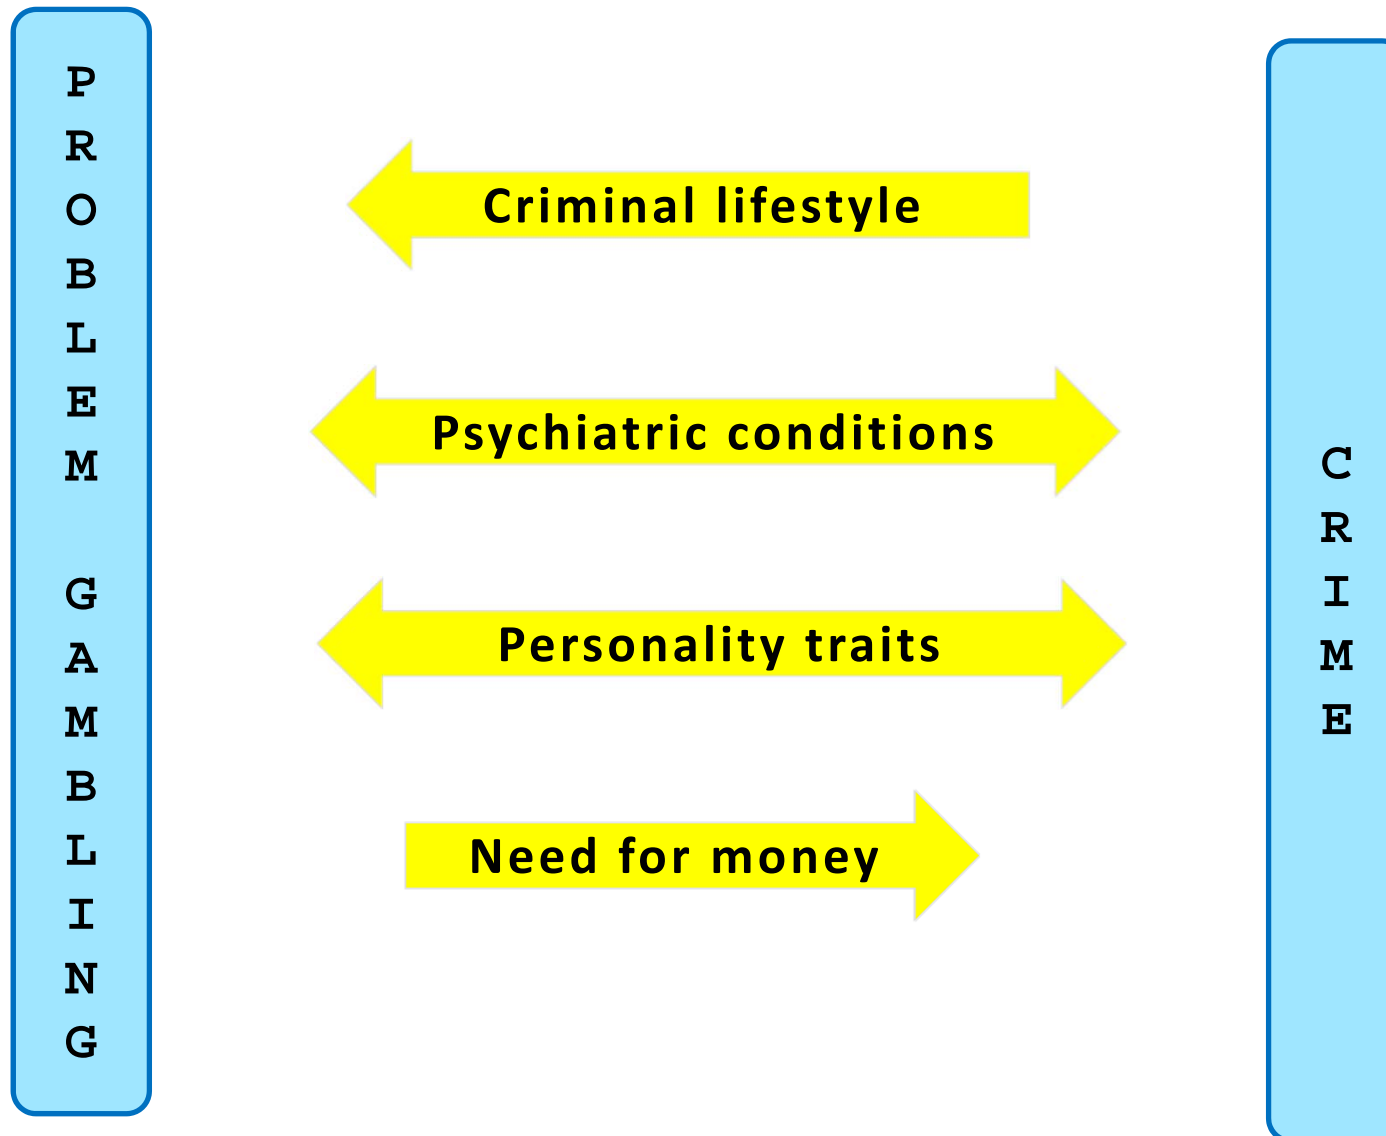 PROBLEM GAMBLING
Criminal lifestyle
Psychiatric conditions
Personality traits
Need for money
CRIME